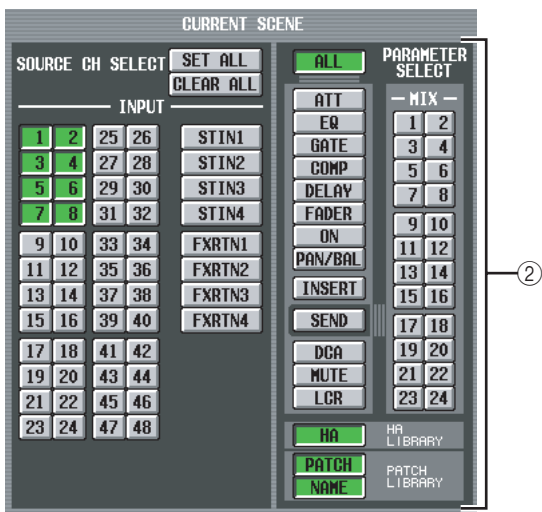 CURRENT SCENE
SOURCE CH SELECT
SET ALL
CLEAR ALL
INPUT
1 2 25 26 STIN1
3 4 27 28 STIN2
5 6 29 30 STIN3
7 8 31 32 STIN4
9 10 33 34 FXRTN1
11 12 35 36 FXRTN2
13 14 37 38 FXRTN3
15 16 39 40 FXRTN4
17 18 41 42
19 20 43 44
21 22 45 46
23 24 47 48
ALL
PARAMETER
SELECT
ATT
EQ
GATE
COMP
DELAY
FADER
ON
PAN/BAL
INSERT
SEND
DCA
MUTE
LCR
MIX
1 2
3 4
5 6
7 8
9 10
11 12
13 14
15 16
17 18
19 20
21 22
23 24
HA
HA
LIBRARY
PATCH
NAME
PATCH
LIBRARY
②